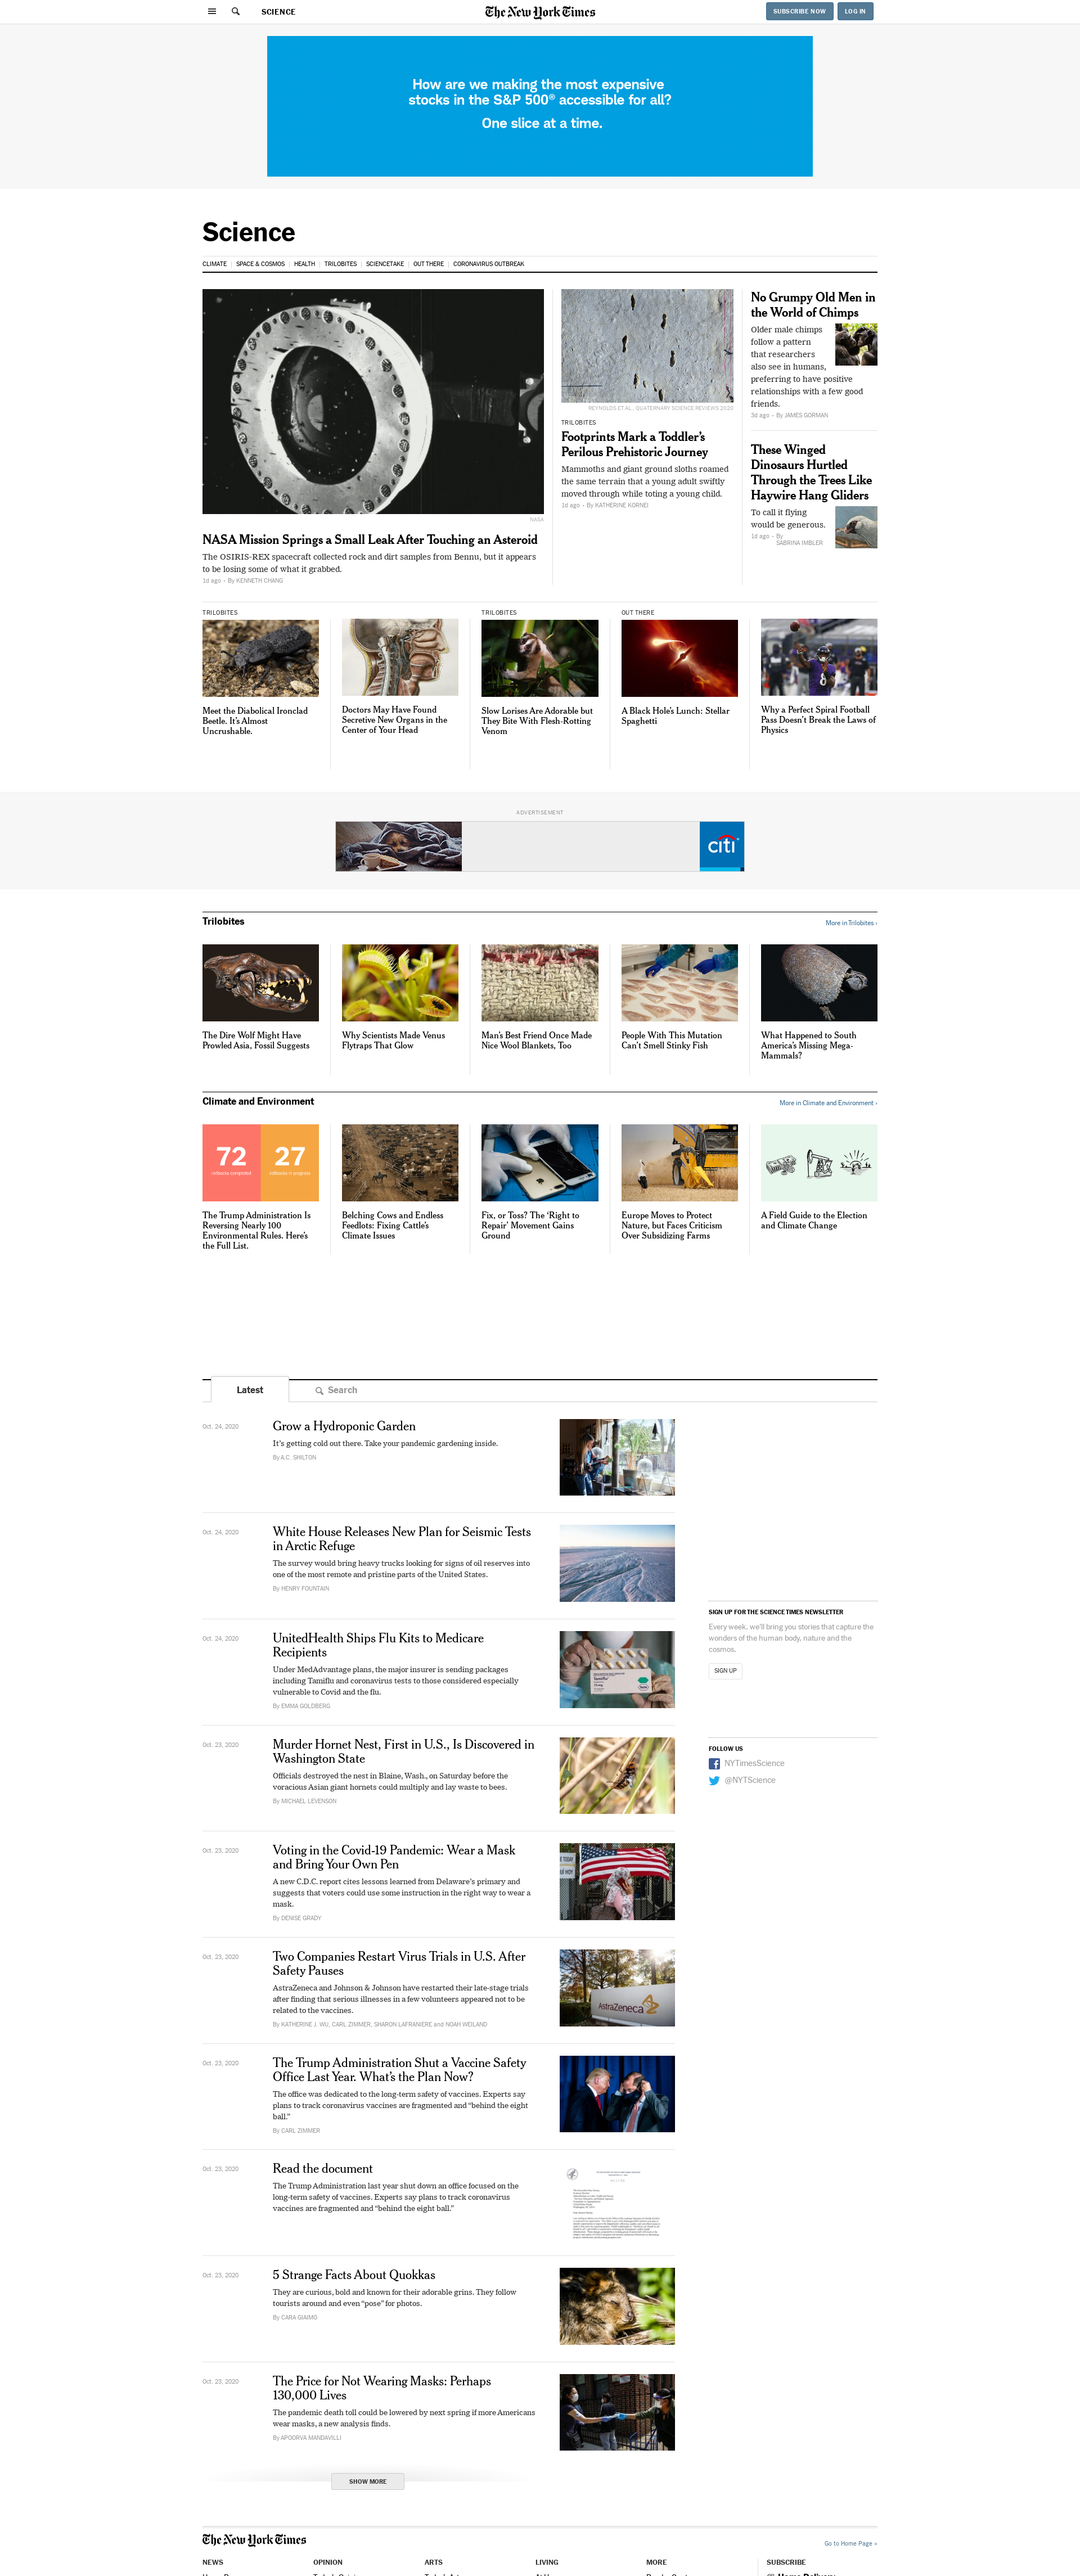 SCIENCE
The New York Times
SUBSCRIBE NOW
LOG IN
How are we making the most expensive
stocks in the S&P 500® accessible for all?
One slice at a time.
Science
CLIMATE | SPACE & COSMOS | HEALTH | TRILOBITES | SCIENCETAKE | OUT THERE | CORONAVIRUS OUTBREAK
NASA
NASA Mission Springs a Small Leak After Touching an Asteroid
The OSIRIS-REX spacecraft collected rock and dirt samples from Bennu, but it appears
to be losing some of what it grabbed.
1d ago • By KENNETH CHANG
REYNOLDS ET AL., QUATERNARY SCIENCE REVIEWS 2020
TRILOBITES
Footprints Mark a Toddler's
Perilous Prehistoric Journey
Mammoths and giant ground sloths roamed
the same terrain that a young adult swiftly
moved through while toting a young child.
1d ago • By KATHERINE KORNEI
No Grumpy Old Men in
the World of Chimps
Older male chimps
follow a pattern
that researchers
also see in humans,
preferring to have positive
relationships with a few good
friends.
3d ago • By JAMES GORMAN
These Winged
Dinosaurs Hurtled
Through the Trees Like
Haywire Hang Gliders
To call it flying
would be generous.
1d ago • By
SABRINA IMBLER
TRILOBITES
Meet the Diabolical Ironclad
Beetle. It's Almost
Uncrushable.
Doctors May Have Found
Secretive New Organs in the
Center of Your Head
TRILOBITES
Slow Lorises Are Adorable but
They Bite With Flesh-Rotting
Venom
OUT THERE
A Black Hole's Lunch: Stellar
Spaghetti
Why a Perfect Spiral Football
Pass Doesn't Break the Laws of
Physics
ADVERTISEMENT
citi
Trilobites
More in Trilobites ›
The Dire Wolf Might Have
Prowled Asia, Fossil Suggests
Why Scientists Made Venus
Flytraps That Glow
Man's Best Friend Once Made
Nice Wool Blankets, Too
People With This Mutation
Can't Smell Stinky Fish
What Happened to South
America's Missing Mega-
Mammals?
Climate and Environment
More in Climate and Environment ›
72
rollbacks completed
27
rollbacks in progress
The Trump Administration Is
Reversing Nearly 100
Environmental Rules. Here's
the Full List.
Belching Cows and Endless
Feedlots: Fixing Cattle's
Climate Issues
Fix, or Toss? The 'Right to
Repair' Movement Gains
Ground
Europe Moves to Protect
Nature, but Faces Criticism
Over Subsidizing Farms
A Field Guide to the Election
and Climate Change
Latest
Search
Oct. 24, 2020
Grow a Hydroponic Garden
It's getting cold out there. Take your pandemic gardening inside.
By A.C. SHILTON
Oct. 24, 2020
White House Releases New Plan for Seismic Tests
in Arctic Refuge
The survey would bring heavy trucks looking for signs of oil reserves into
one of the most remote and pristine parts of the United States.
By HENRY FOUNTAIN
Oct. 24, 2020
UnitedHealth Ships Flu Kits to Medicare
Recipients
Under MedAdvantage plans, the major insurer is sending packages
including Tamiflu and coronavirus tests to those considered especially
vulnerable to Covid and the flu.
By EMMA GOLDBERG
Tamiflu
Oct. 23, 2020
Murder Hornet Nest, First in U.S., Is Discovered in
Washington State
Officials destroyed the nest in Blaine, Wash., on Saturday before the
voracious Asian giant hornets could multiply and lay waste to bees.
By MICHAEL LEVENSON
Oct. 23, 2020
Voting in the Covid-19 Pandemic: Wear a Mask
and Bring Your Own Pen
A new C.D.C. report cites lessons learned from Delaware's primary and
suggests that voters could use some instruction in the right way to wear a
mask.
By DENISE GRADY
Oct. 23, 2020
Two Companies Restart Virus Trials in U.S. After
Safety Pauses
AstraZeneca and Johnson & Johnson have restarted their late-stage trials
after finding that serious illnesses in a few volunteers appeared not to be
related to the vaccines.
By KATHERINE J. WU, CARL ZIMMER, SHARON LAFRANIERE and NOAH WEILAND
AstraZeneca
Oct. 23, 2020
The Trump Administration Shut a Vaccine Safety
Office Last Year. What's the Plan Now?
The office was dedicated to the long-term safety of vaccines. Experts say
plans to track coronavirus vaccines are fragmented and "behind the eight
ball."
By CARL ZIMMER
Oct. 23, 2020
Read the document
The Trump Administration last year shut down an office focused on the
long-term safety of vaccines. Experts say plans to track coronavirus
vaccines are fragmented and "behind the eight ball."
Oct. 23, 2020
5 Strange Facts About Quokkas
They are curious, bold and known for their adorable grins. They follow
tourists around and even "pose" for photos.
By CARA GIAIMO
Oct. 23, 2020
The Price for Not Wearing Masks: Perhaps
130,000 Lives
The pandemic death toll could be lowered by next spring if more Americans
wear masks, a new analysis finds.
By APOORVA MANDAVILLI
SHOW MORE
SIGN UP FOR THE SCIENCE TIMES NEWSLETTER
Every week, we'll bring you stories that capture the
wonders of the human body, nature and the
cosmos.
SIGN UP
FOLLOW US
NYTimesScience
@NYTScience
The New York Times
Go to Home Page »
NEWS
OPINION
ARTS
LIVING
MORE
SUBSCRIBE